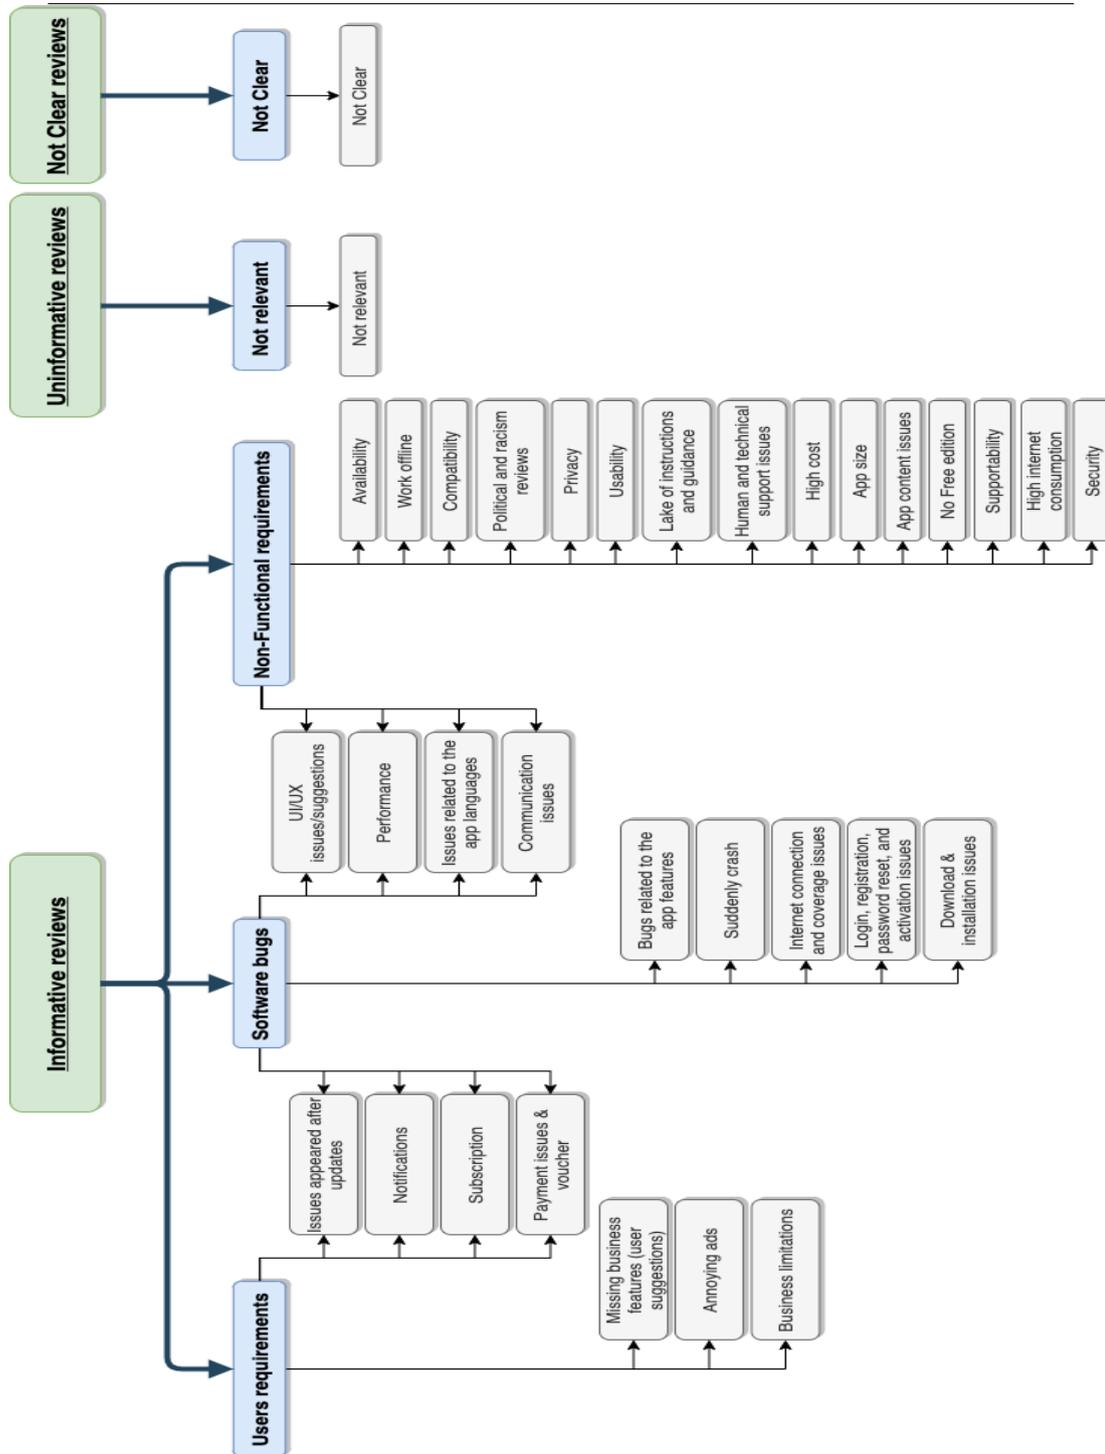 Informative reviews
Uninformative reviews
Not Clear reviews
Users requirements
Software bugs
Non-Functional requirements
Not relevant
Not Clear
Issues appeared after
updates
Notifications
Subscription
Payment issues &
voucher
Missing business
features (user
suggestions)
Annoying ads
Business limitations
UI/UX
issues/suggestions
Performance
Issues related to the
app languages
Communication
issues
Bugs related to the
app features
Suddenly crash
Internet connection
and coverage issues
Login, registration,
password reset, and
activation issues
Download &
installation issues
Availability
Work offline
Compatibility
Political and racism
reviews
Privacy
Usability
Lake of instructions
and guidance
Human and technical
support issues
High cost
App size
App content issues
No Free edition
Supportability
High internet
consumption
Security
Not relevant
Not Clear